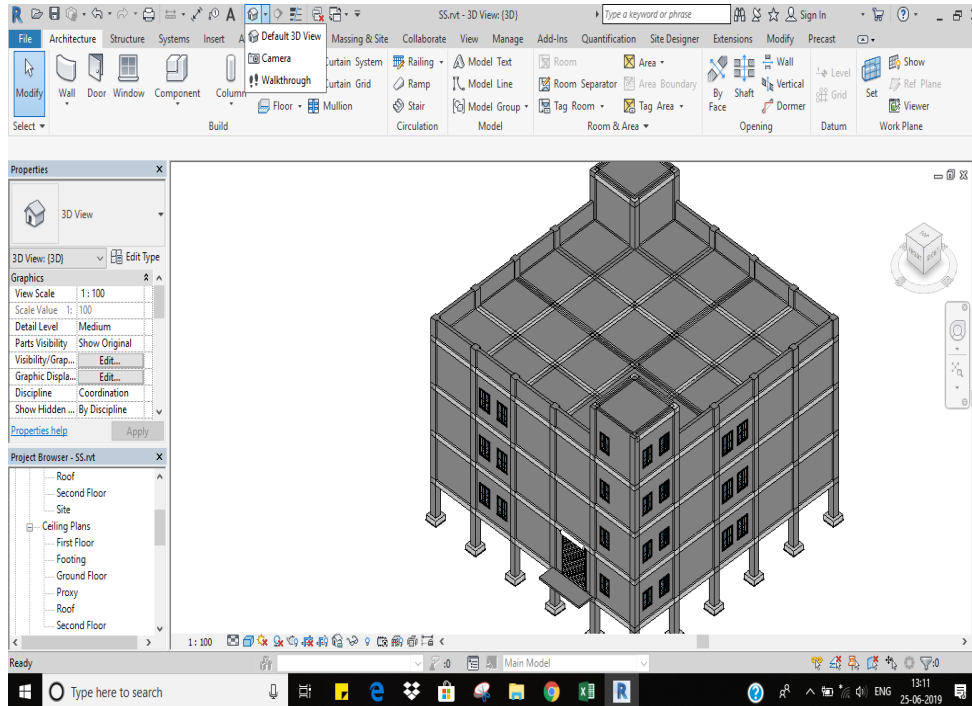 SS.rvt - 3D View: {3D}
Type a keyword or phrase
Sign In
File Architecture Structure Systems Insert A Massing & Site Collaborate View Manage Add-Ins Quantification Site Designer Extensions Modify Precast
Default 3D View
Camera
Walkthrough
Modify
Wall
Door
Window
Component
Column
Floor
Curtain System
Curtain Grid
Mullion
Railing
Ramp
Stair
Model Text
Model Line
Model Group
Room
Room Separator
Tag Room
Area
Area Boundary
Tag Area
By
Face
Shaft
Wall
Vertical
Dormer
Level
Grid
Set
Show
Ref Plane
Viewer
Select
Build
Circulation
Model
Room & Area
Opening
Datum
Work Plane
Properties
3D View
3D View: {3D}
Edit Type
Graphics
View Scale 1 : 100
Scale Value 1: 100
Detail Level Medium
Parts Visibility Show Original
Visibility/Grap... Edit...
Graphic Displa... Edit...
Discipline Coordination
Show Hidden ... By Discipline
Properties help
Apply
Project Browser - SS.rvt
Roof
Second Floor
Site
Ceiling Plans
First Floor
Footing
Ground Floor
Proxy
Roof
Second Floor
TOP
FRONT
1 : 100
Ready
:0
Main Model
:0
Type here to search
ENG
13:11
25-06-2019